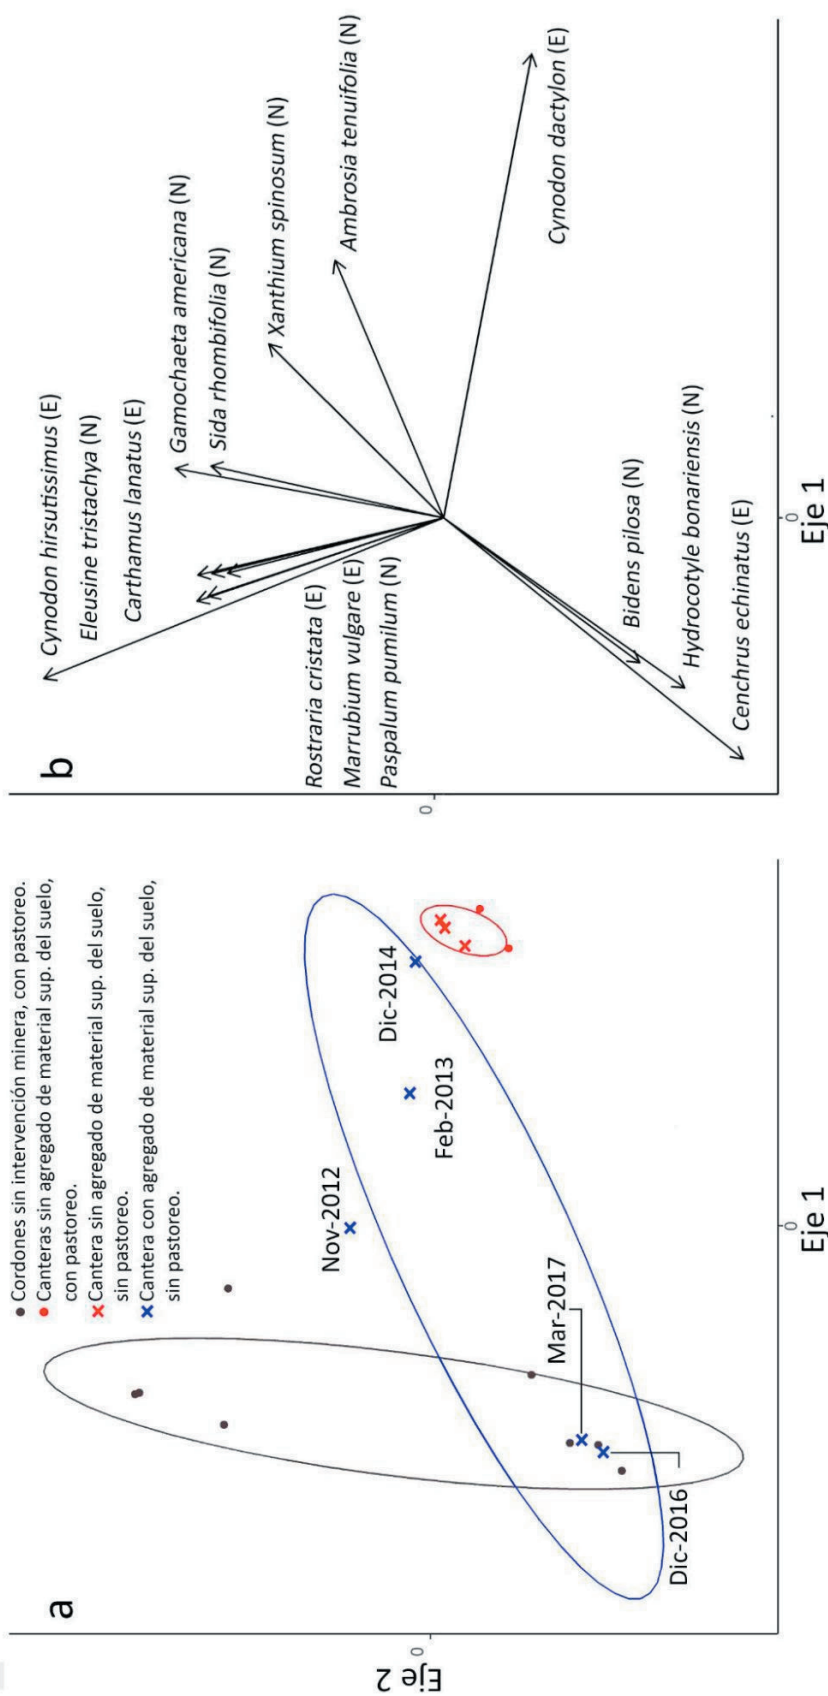 a
Cordones sin intervención minera, con pastoreo.
Canteras sin agregado de material sup. del suelo,
con pastoreo.
Cantera sin agregado de material sup. del suelo,
sin pastoreo.
Cantera con agregado de material sup. del suelo,
sin pastoreo.
Nov-2012
Dic-2014
Feb-2013
Mar-2017
Dic-2016
0
Eje 2
0
Eje 1
b
Cynodon hirsutissimus (E)
Eleusine tristachya (N)
Carthamus lanatus (E)
Gamochaeta americana (N)
Sida rhombifolia (N)
Xanthium spinosum (N)
Ambrosia tenuifolia (N)
Rostraria cristata (E)
Marrubium vulgare (E)
Paspalum pumilum (N)
Cynodon dactylon (E)
Bidens pilosa (N)
Hydrocotyle bonariensis (N)
Cenchrus echinatus (E)
0
0
Eje 1